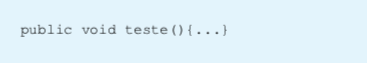 public void teste(){...}